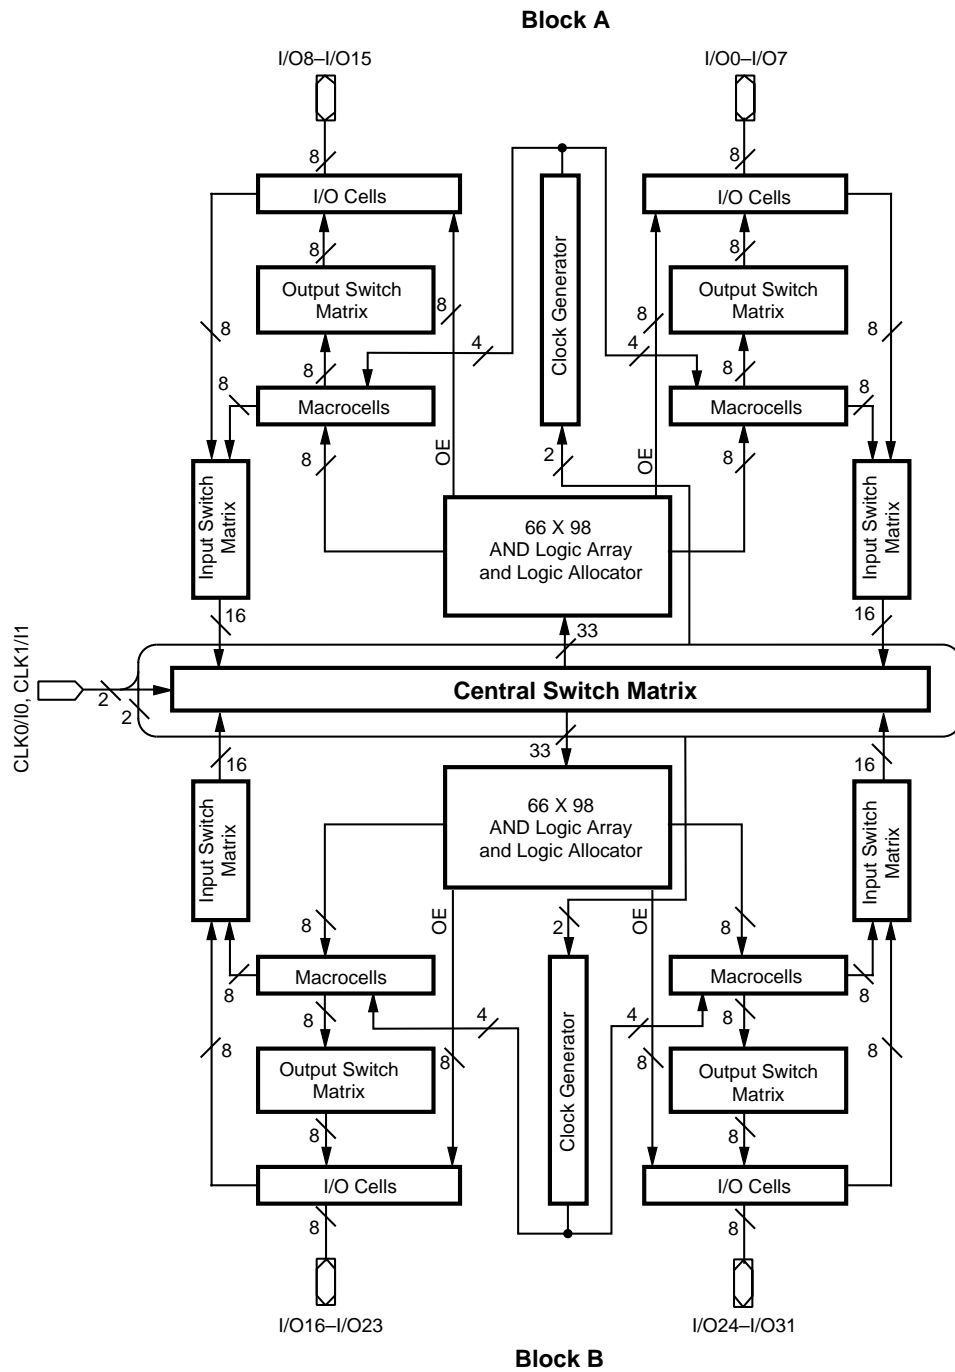 Block A
I/O8–I/O15
I/O0–I/O7
8
8
I/O Cells
I/O Cells
8
8
Output Switch
Matrix
Clock Generator
Output Switch
Matrix
8
8
8
8
4
4
8
8
8
8
Macrocells
Macrocells
OE
2
OE
8
8
Input Switch
Matrix
66 X 98
AND Logic Array
and Logic Allocator
Input Switch
Matrix
16
33
16
CLK0/I0, CLK1/I1
2
2
Central Switch Matrix
16
33
16
Input Switch
Matrix
66 X 98
AND Logic Array
and Logic Allocator
Input Switch
Matrix
8
OE
2
OE
8
Macrocells
Macrocells
8
8
8
8
4
4
8
8
8
8
Output Switch
Matrix
Clock Generator
Output Switch
Matrix
8
8
I/O Cells
I/O Cells
8
8
I/O16–I/O23
I/O24–I/O31
Block B